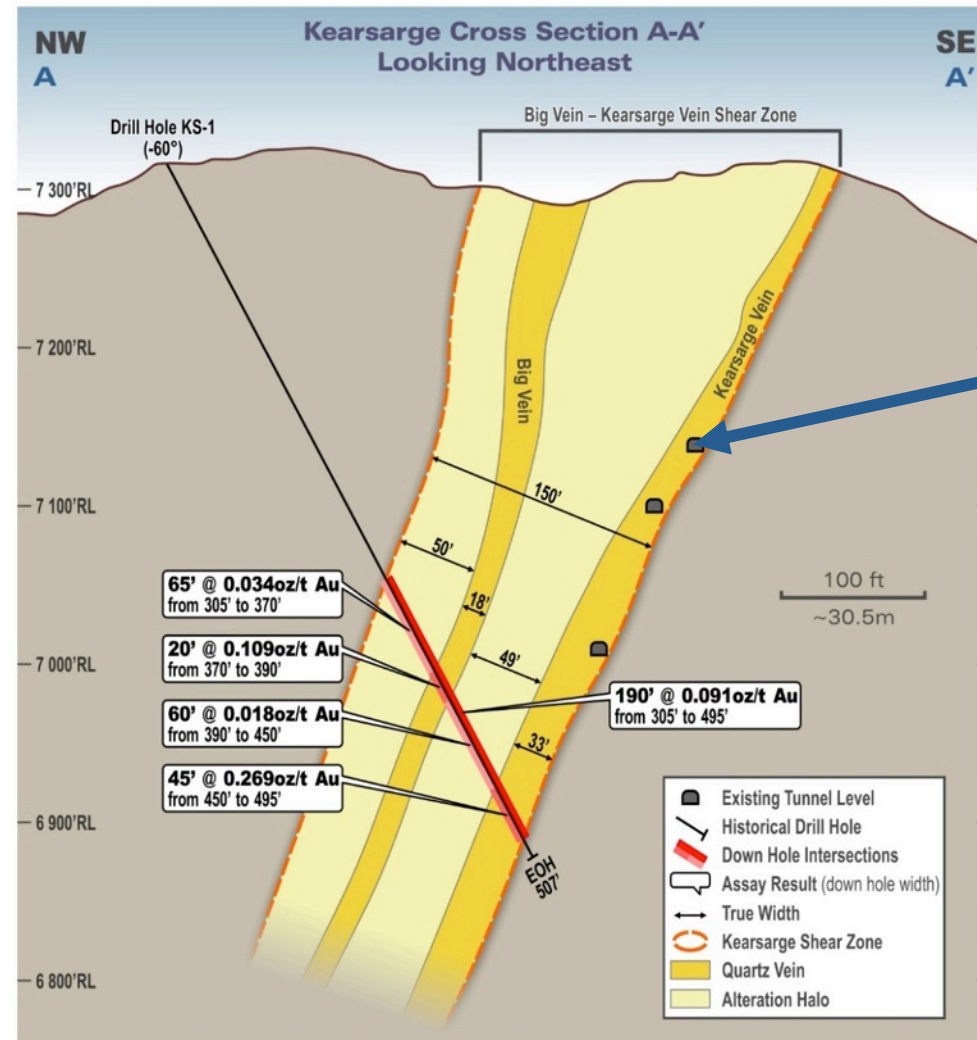 NW
A
Kearsarge Cross Section A-A’
Looking Northeast
SE
A’
Drill Hole KS-1
(-60°)
Big Vein – Kearsarge Vein Shear Zone
7 300’RL
7 200’RL
7 100’RL
7 000’RL
6 900’RL
6 800’RL
Big Vein
Kearsarge Vein
150’
50’
18’
49’
33’
100 ft
~30.5m
65’ @ 0.034oz/t Au
from 305’ to 370’
20’ @ 0.109oz/t Au
from 370’ to 390’
60’ @ 0.018oz/t Au
from 390’ to 450’
45’ @ 0.269oz/t Au
from 450’ to 495’
190’ @ 0.091oz/t Au
from 305’ to 495’
EOH
507’
Existing Tunnel Level
Historical Drill Hole
Down Hole Intersections
Assay Result (down hole width)
True Width
Kearsarge Shear Zone
Quartz Vein
Alteration Halo